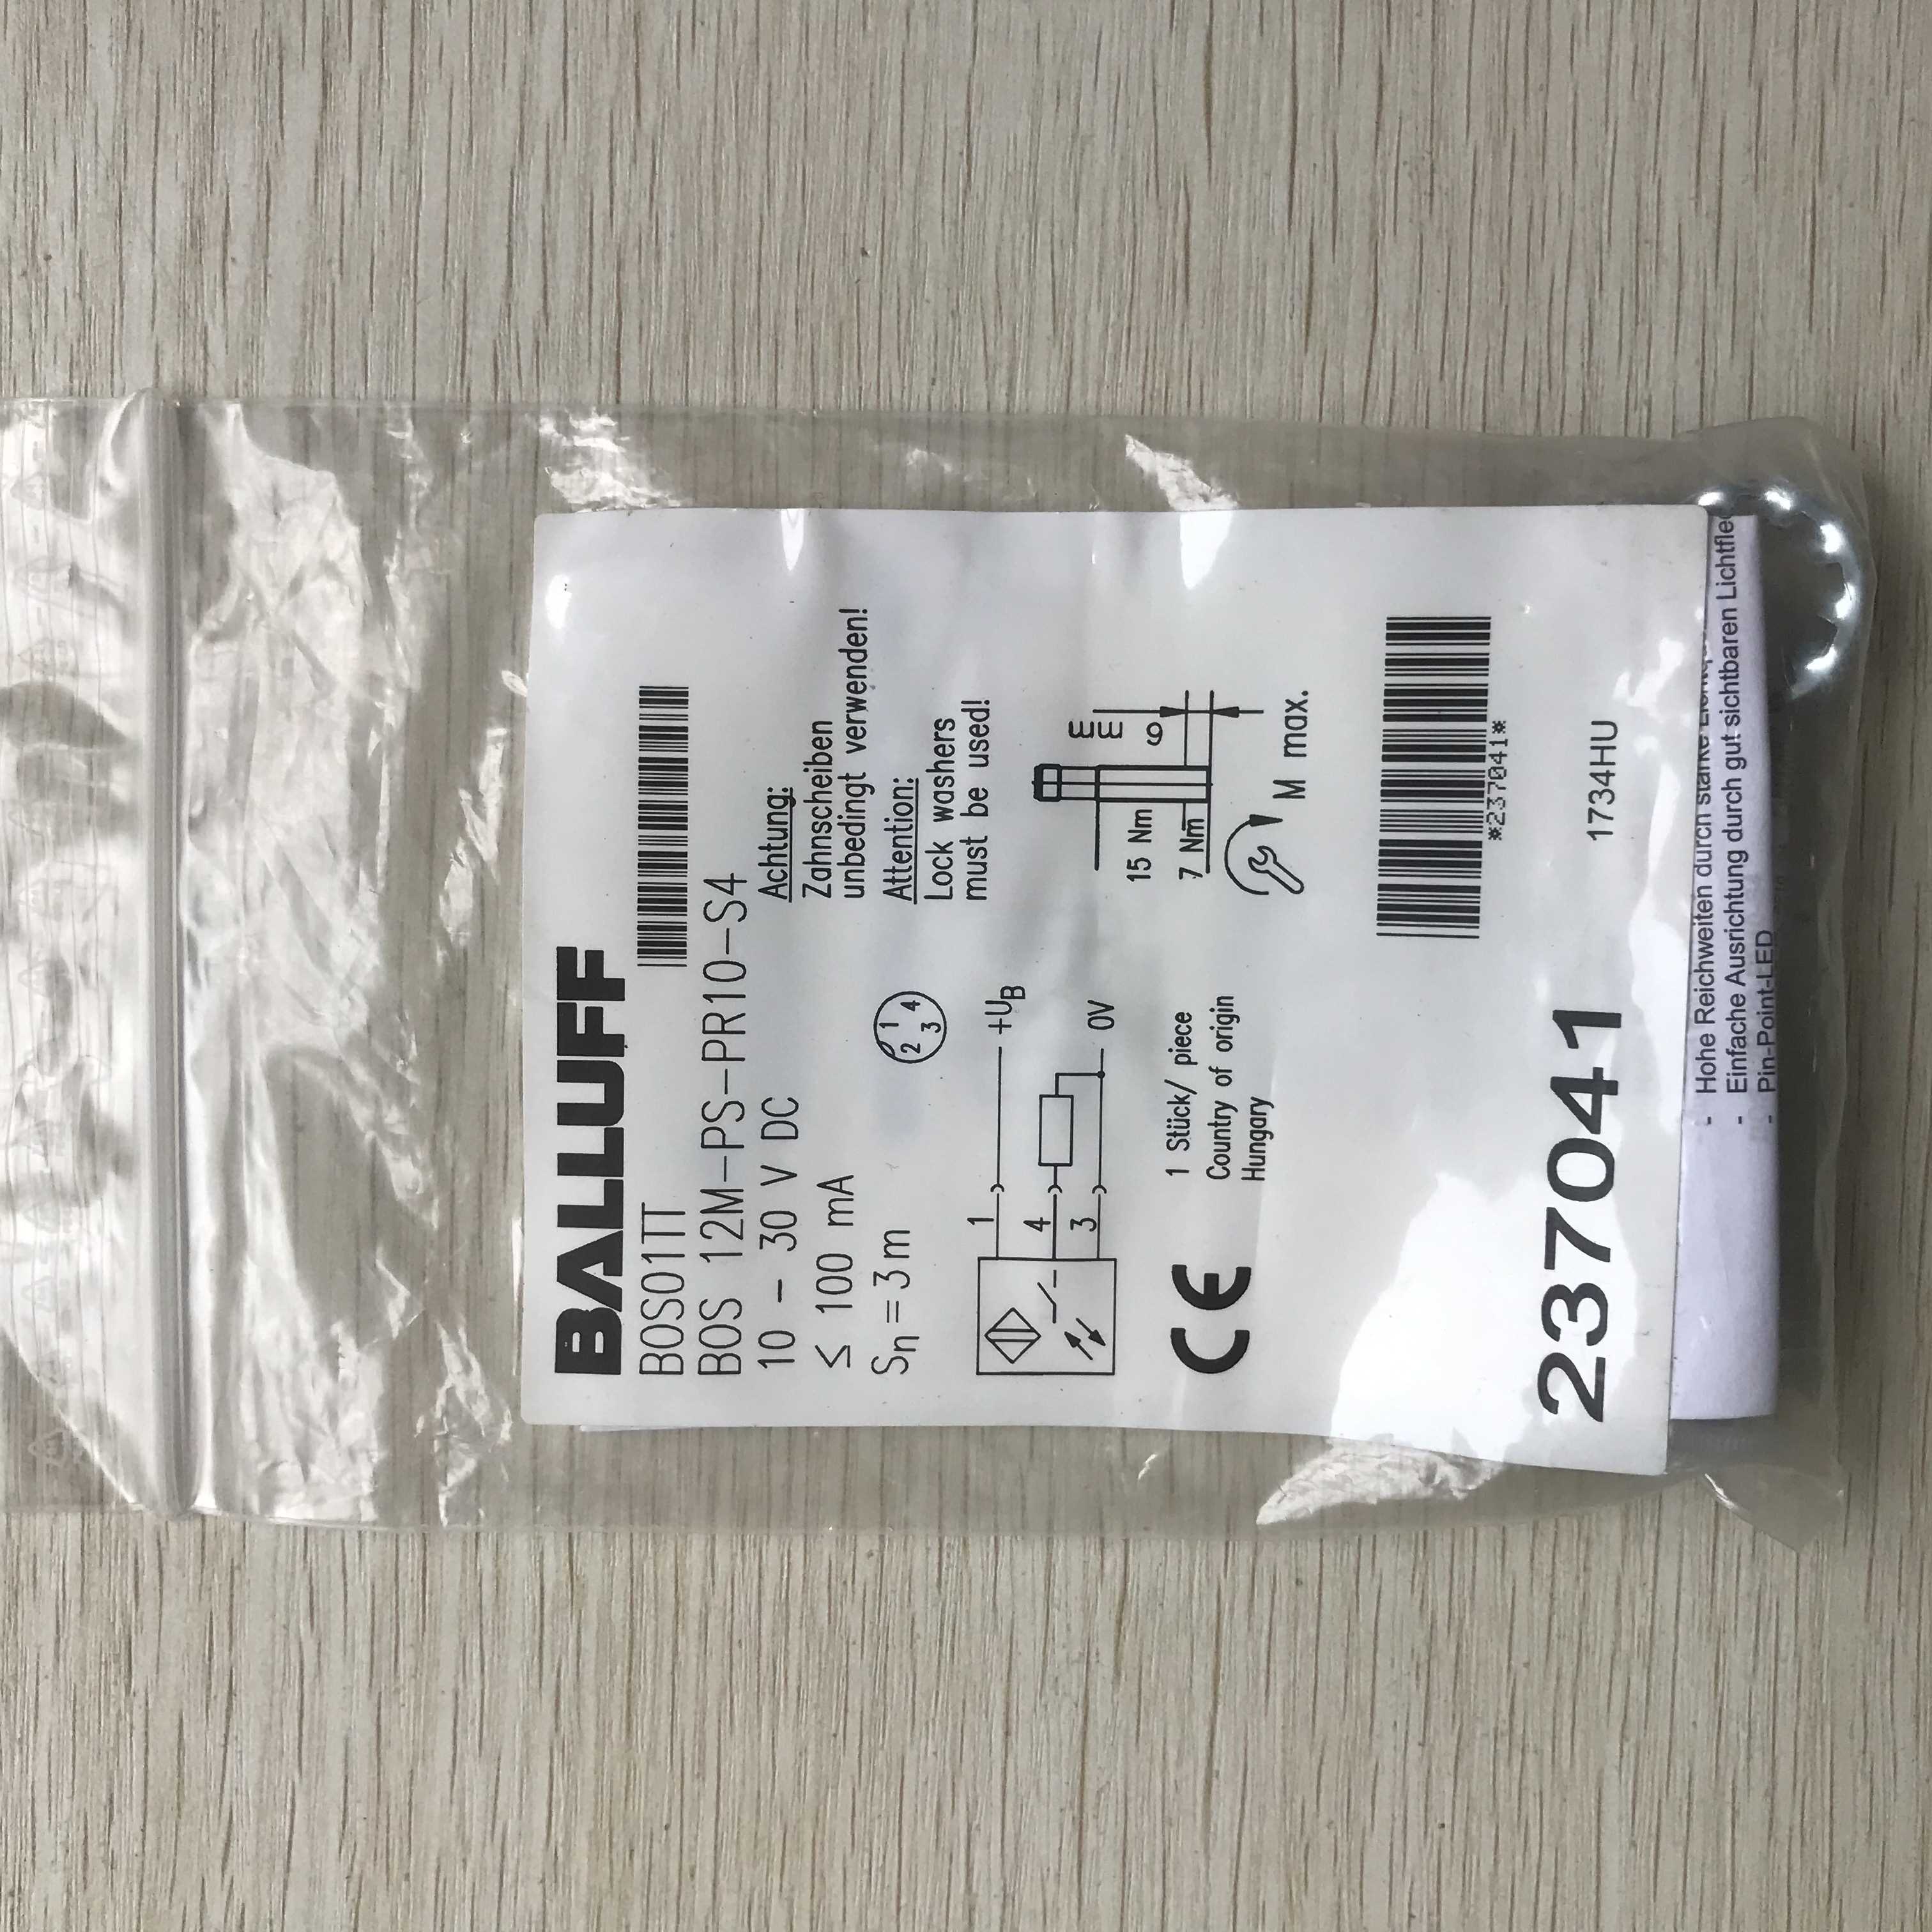 BALLUFF
BOS01TT
BOS 12M-PS-PR10-S4
10 - 30 V DC
≤ 100 mA
Sn = 3 m
Achtung:
Zahnscheiben
unbedingt verwenden!
Attention:
Lock washers
must be used!
2 1
3 4
1
+UB
4
3
0V
15 Nm
7 Nm
9 mm
M max.
CE
1 Stück/ piece
Country of origin
Hungary
*237041*
237041
1734HU
- Hohe Reichweiten durch starke
- Einfache Ausrichtung durch gut sichtbaren
- Pin-Point-LED